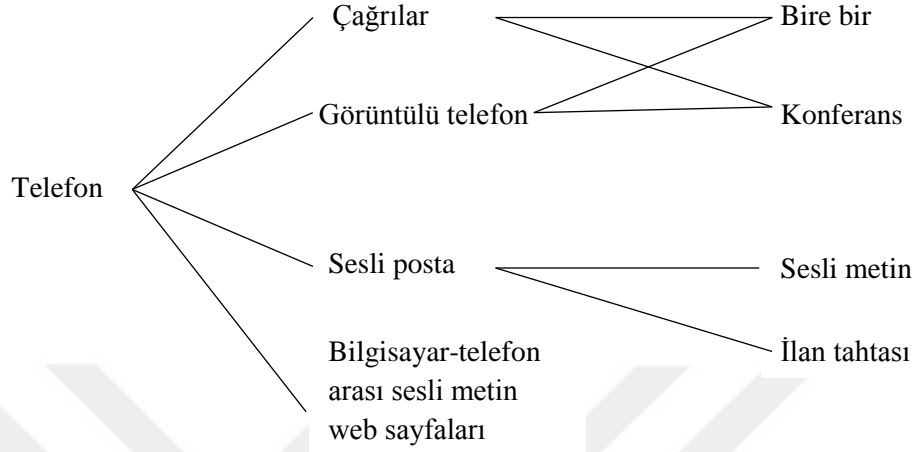 Çağrılar
Bire bir
Görüntülü telefon
Konferans
Telefon
Sesli posta
Sesli metin
Bilgisayar-telefon
arası sesli metin
web sayfaları
İlan tahtası